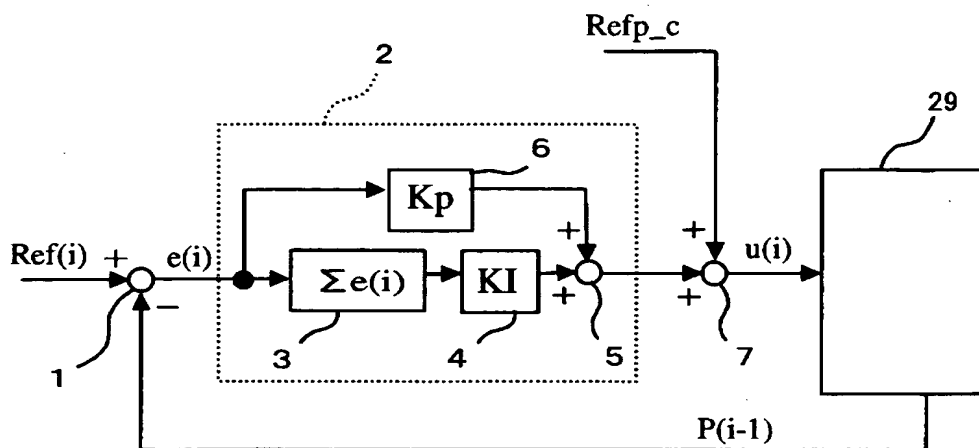 Refp_c
2
29
6
Kp
+
+
Ref(i)
+
e(i)
Σe(i)
KI
+
+
u(i)
−
3
4
5
7
1
P(i-1)